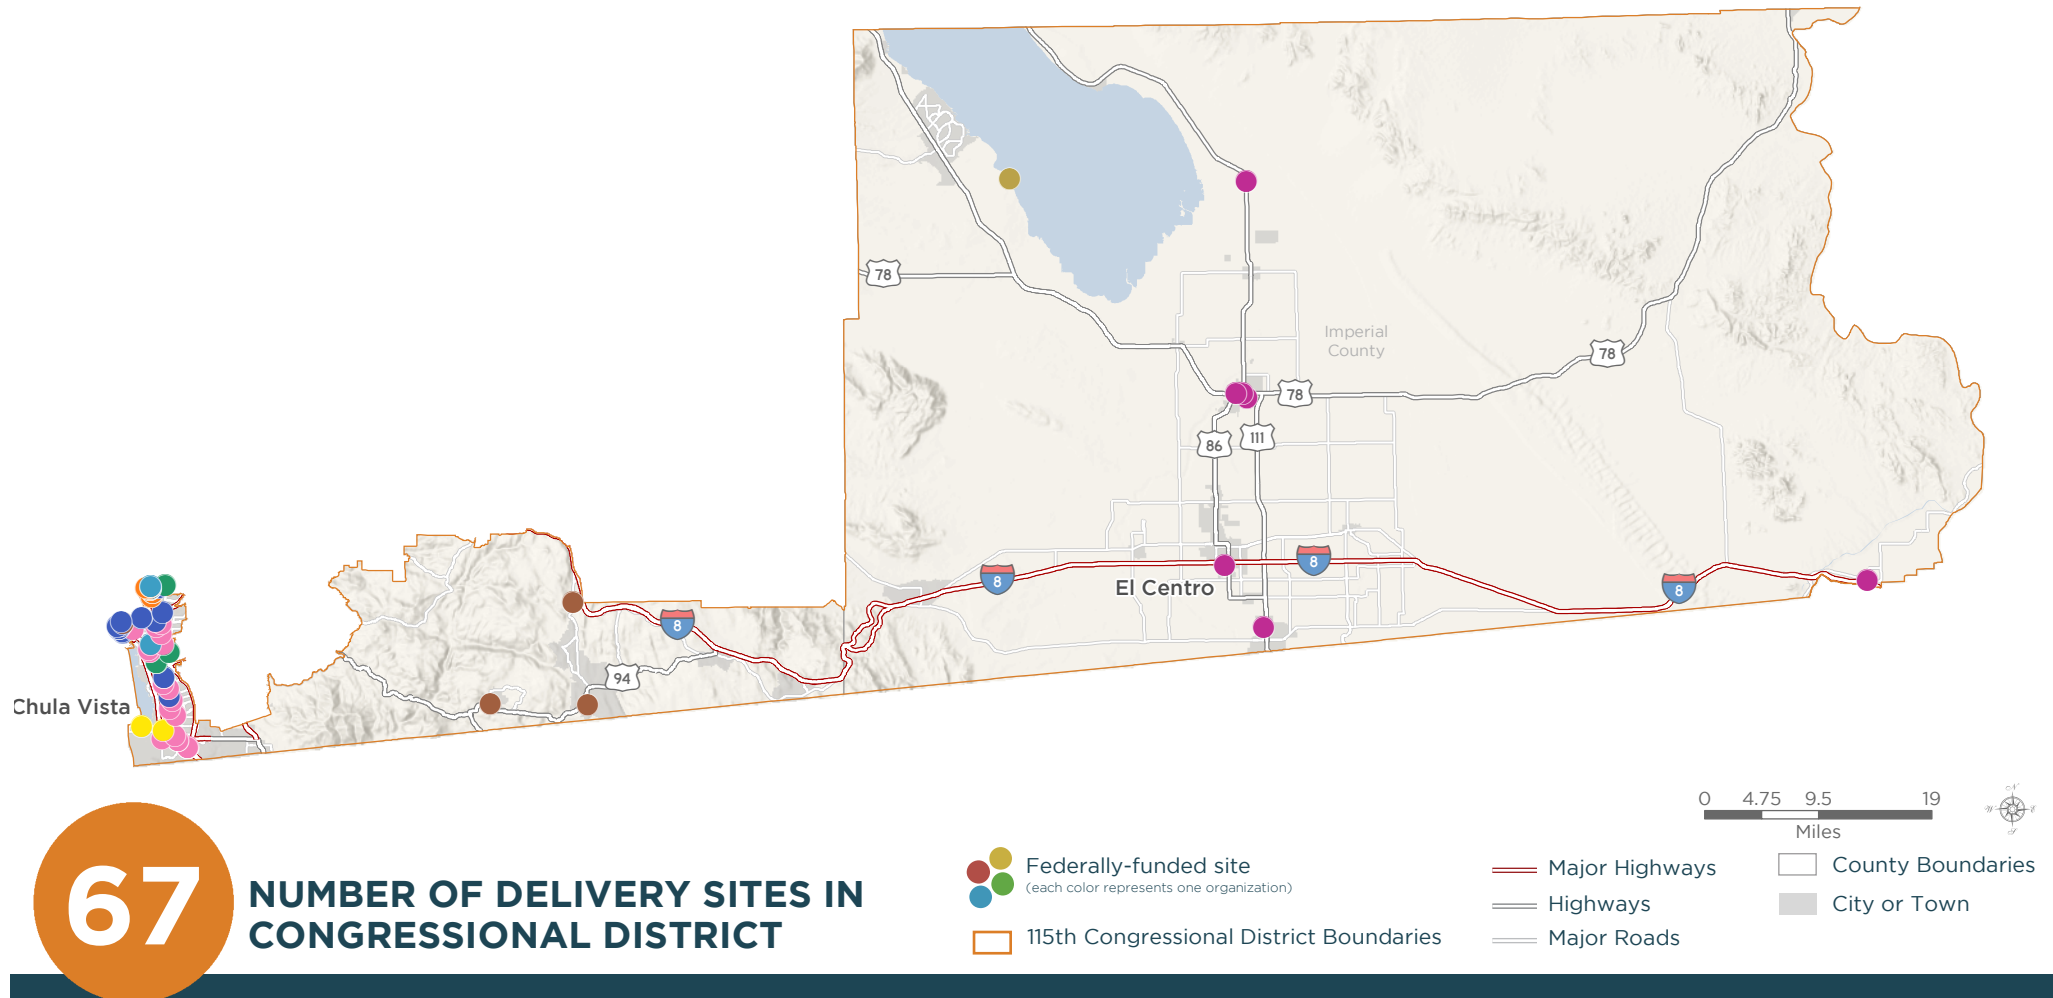 78
Imperial
County
78
78
86
111
8
8
El Centro
8
8
94
Chula Vista
0 4.75 9.5 19
Miles
N
W E
S
67
NUMBER OF DELIVERY SITES IN
CONGRESSIONAL DISTRICT
Federally-funded site
(each color represents one organization)
115th Congressional District Boundaries
Major Highways
Highways
Major Roads
County Boundaries
City or Town